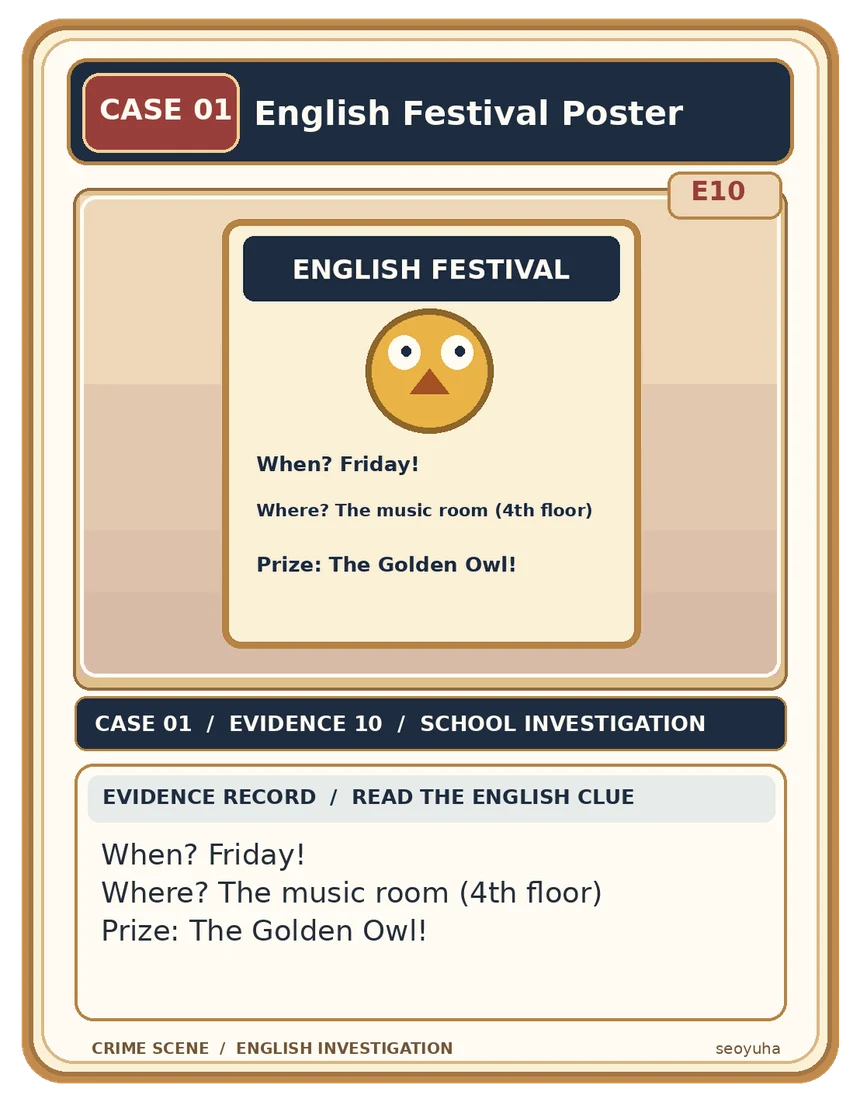 CASE 01 English Festival Poster
E10
ENGLISH FESTIVAL
When? Friday!
Where? The music room (4th floor)
Prize: The Golden Owl!
CASE 01 / EVIDENCE 10 / SCHOOL INVESTIGATION
EVIDENCE RECORD / READ THE ENGLISH CLUE
When? Friday!
Where? The music room (4th floor)
Prize: The Golden Owl!
CRIME SCENE / ENGLISH INVESTIGATION
seoyuha